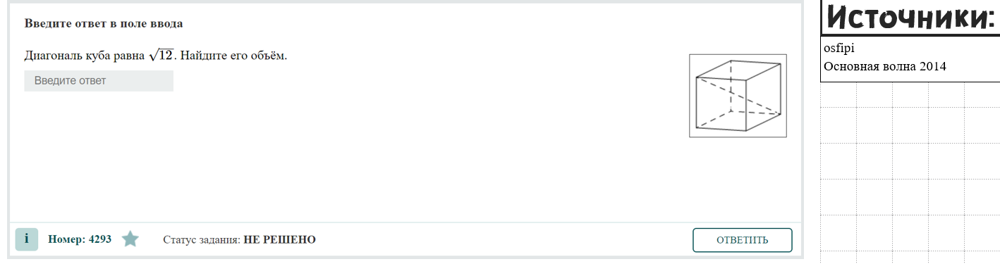 Введите ответ в поле ввода
Диагональ куба равна √12. Найдите его объём.
Введите ответ
i Номер: 4293 Статус задания: НЕ РЕШЕНО ОТВЕТИТЬ
Источники:
osfipi
Основная волна 2014